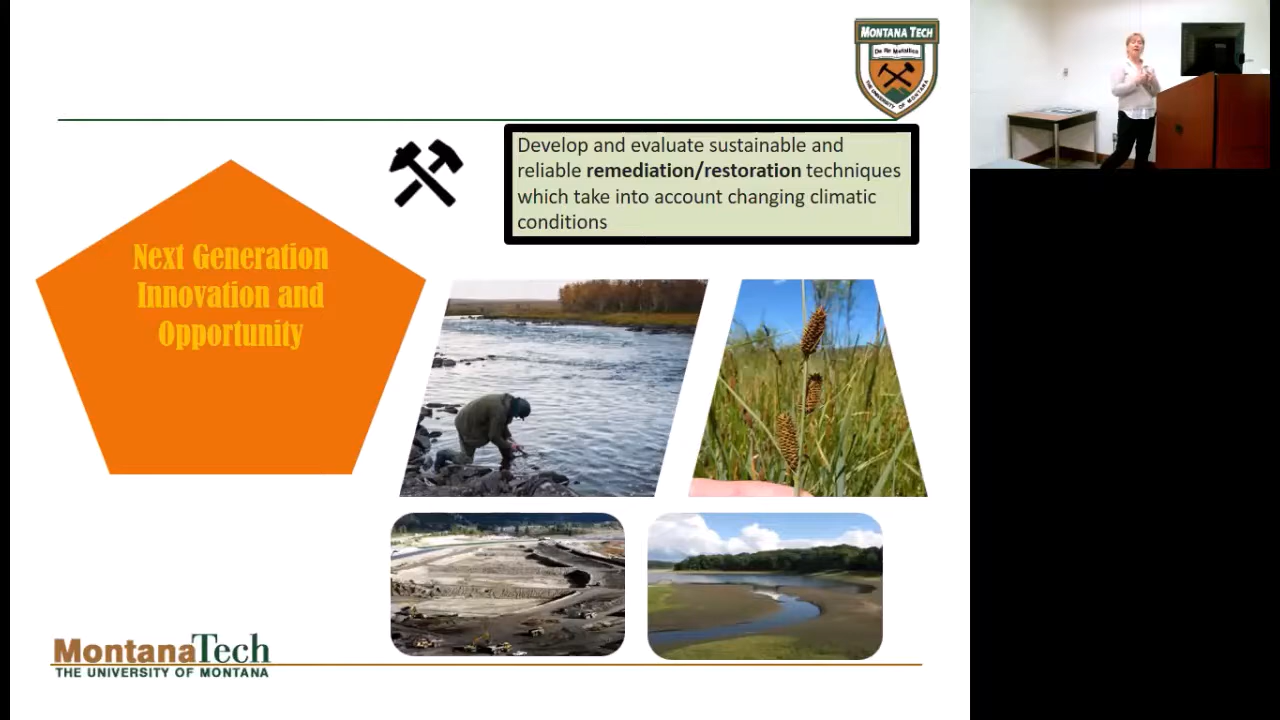 MONTANA TECH
De Re Metallica
THE UNIVERSITY OF MONTANA
Develop and evaluate sustainable and
reliable remediation/restoration techniques
which take into account changing climatic
conditions
Next Generation
Innovation and
Opportunity
MontanaTech
THE UNIVERSITY OF MONTANA